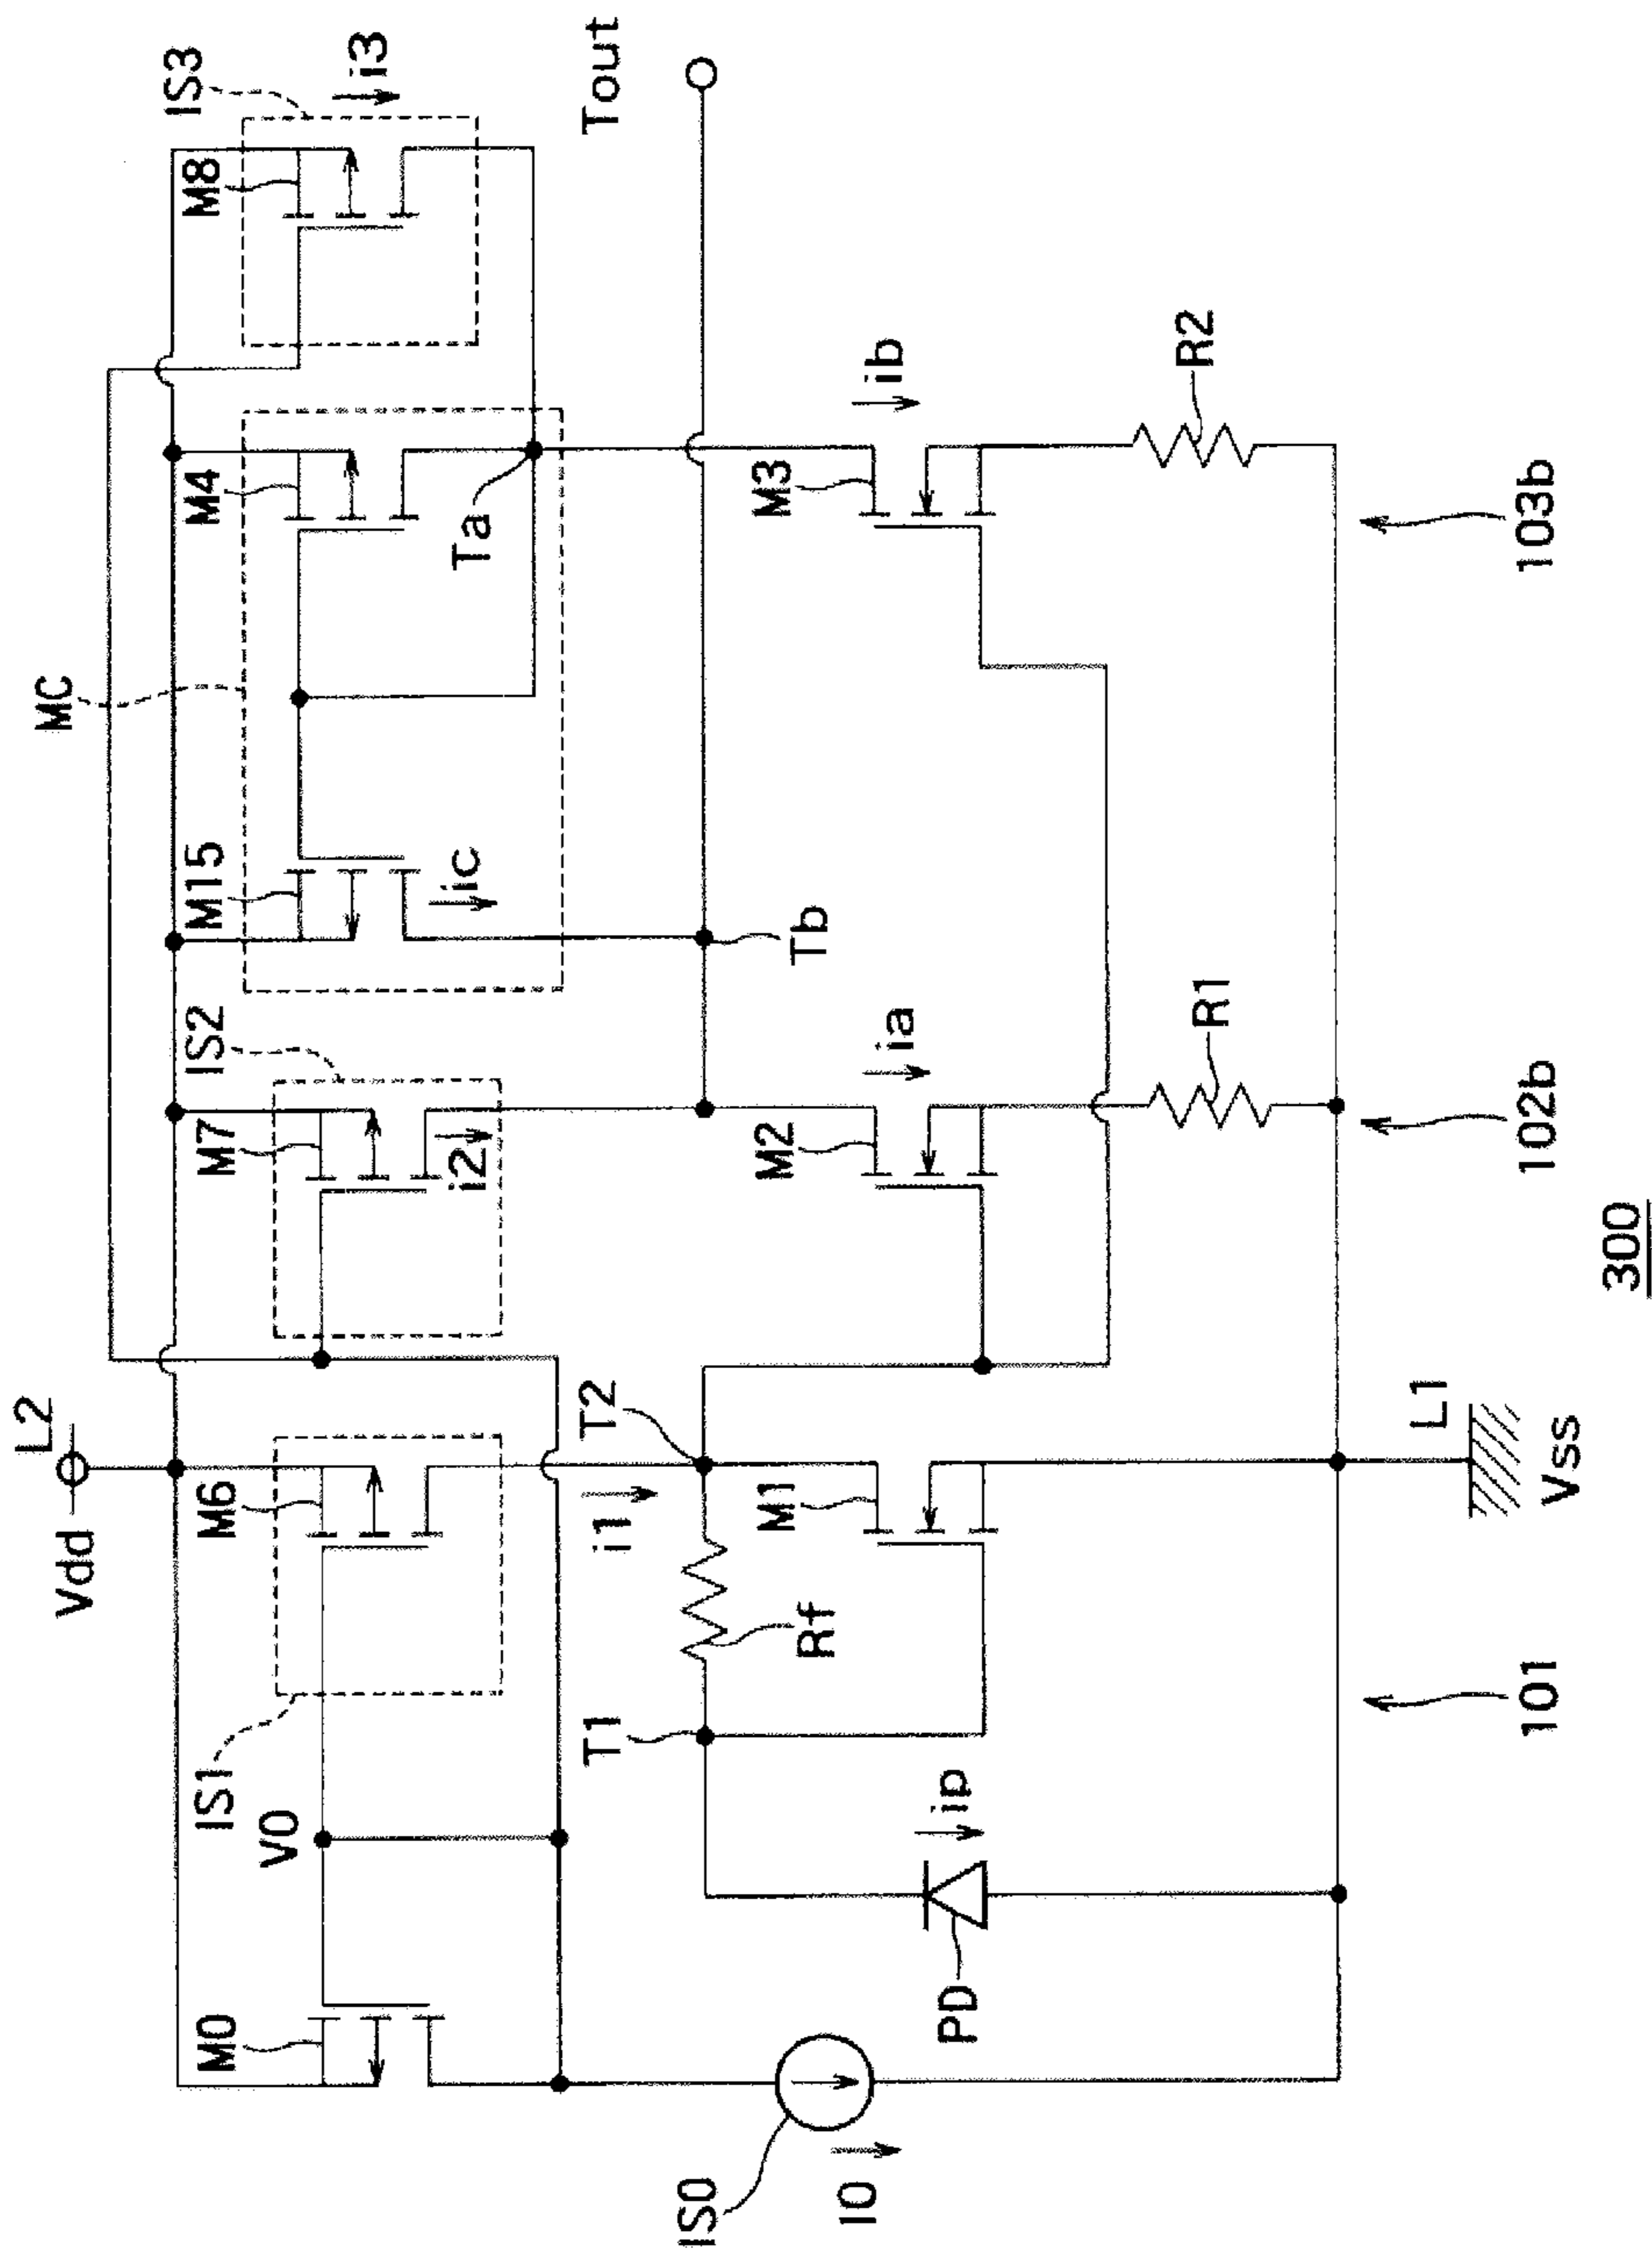 L2
Vdd
MC
IS3
i3
M0
IS1
M6
M7
IS2
M15
M4
M8
V0
i2
ic
Ta
T1
T2
i1
Tout
Rf
M1
M2
Tb
M3
IS0
I0
PD
ip
ia
ib
R1
R2
L1
Vss
101
102b
103b
300